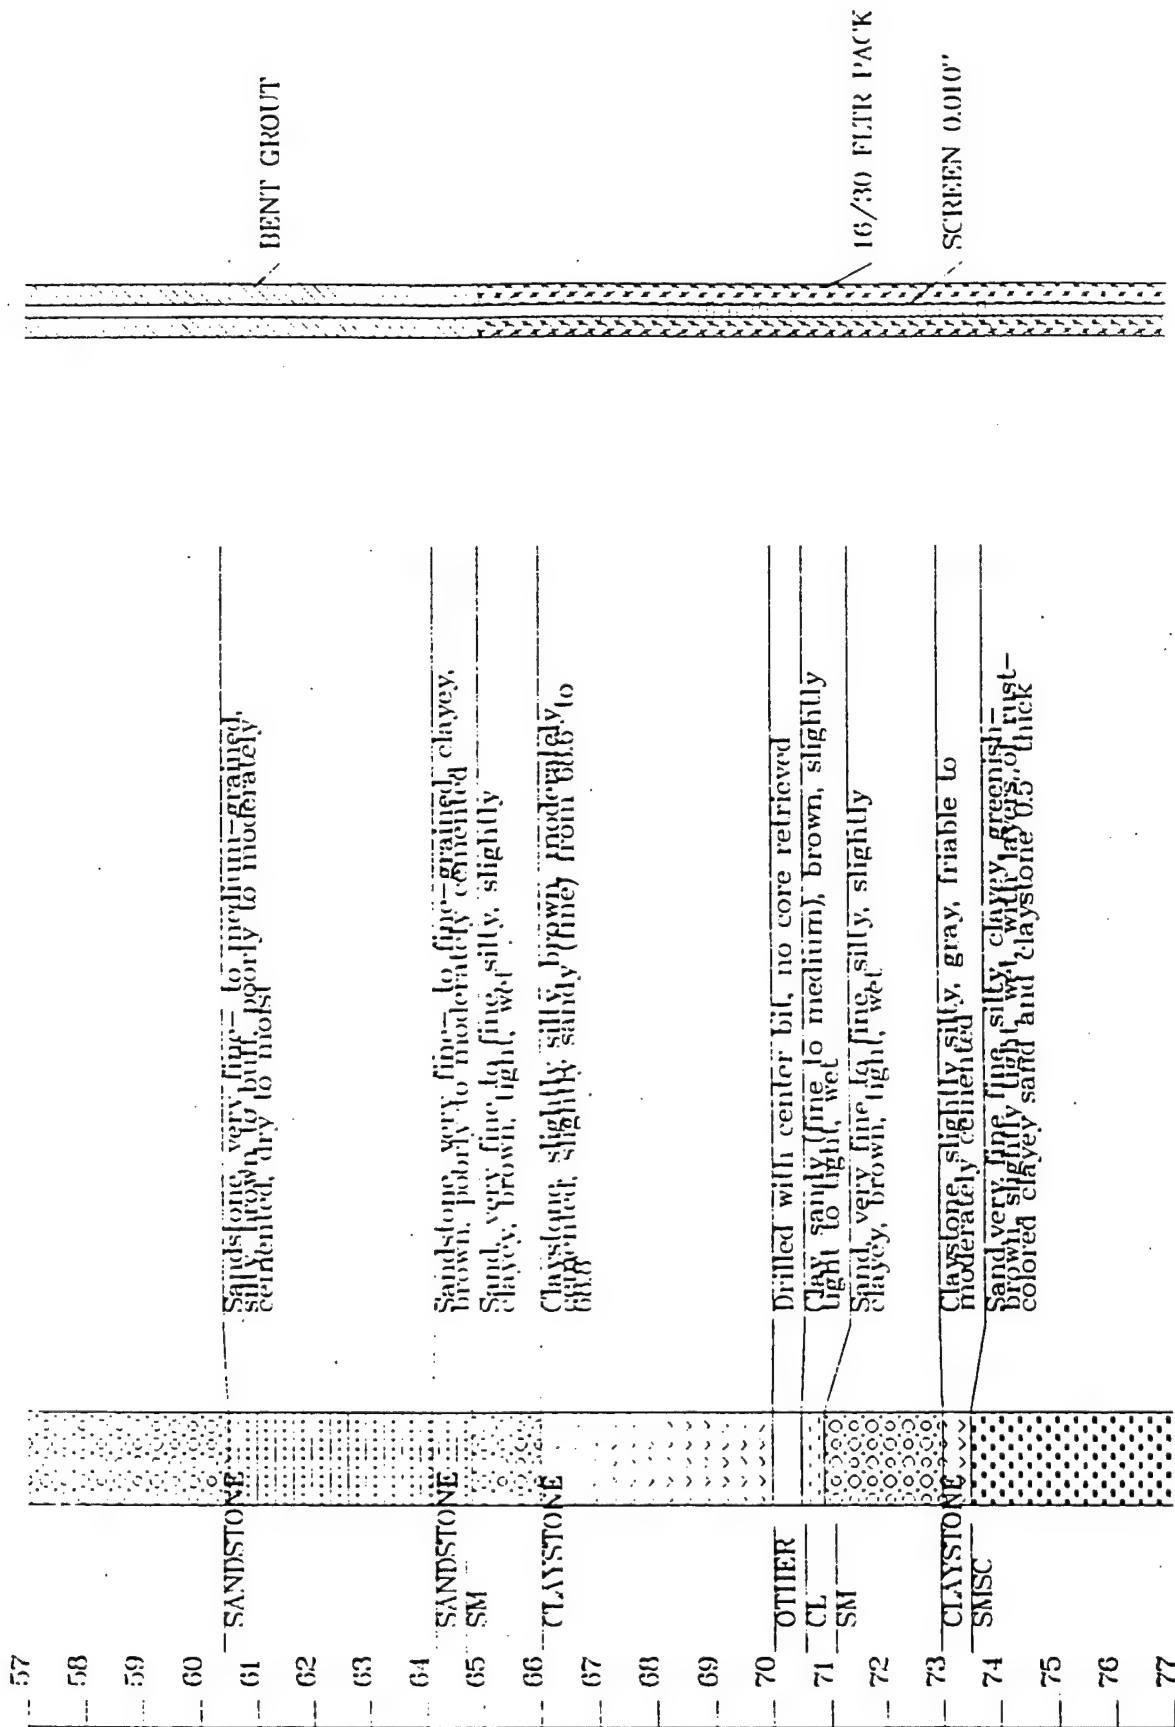 57
58
59
60
61
62
63
64
65
66
67
68
69
70
71
72
73
74
75
76
77
SANDSTONE
SANDSTONE
SM
CLAYSTONE
OTHER
CL
SM
CLAYSTONE
SMSC
Sandstone, very fine- to medium-grained,
silty, brown to buff, poorly to moderately
cemented, dry to moist
Sandstone, very fine- to fine-grained, clayey,
brown, poorly to moderately cemented
Sand, very fine to fine, silty, slightly
clayey, brown, tight, wet
Claystone, slightly silty, brown, moderately
cemented, slightly sandy (fine) from to
Drilled with center bit, no core retrieved
Clay, sandy (fine to medium), brown, slightly
tight to tight, wet
Sand, very fine to fine, silty, slightly
clayey, brown, tight, wet
Claystone, slightly silty, gray, friable to
moderately cemented
Sand, very fine, fine, silty, clayey, greenish-
brown, slightly tight, wet, with layers of rust-
colored clayey sand and claystone 0.5" thick
BENT GROUT
16/30 FLTR PACK
SCREEN 0.010"